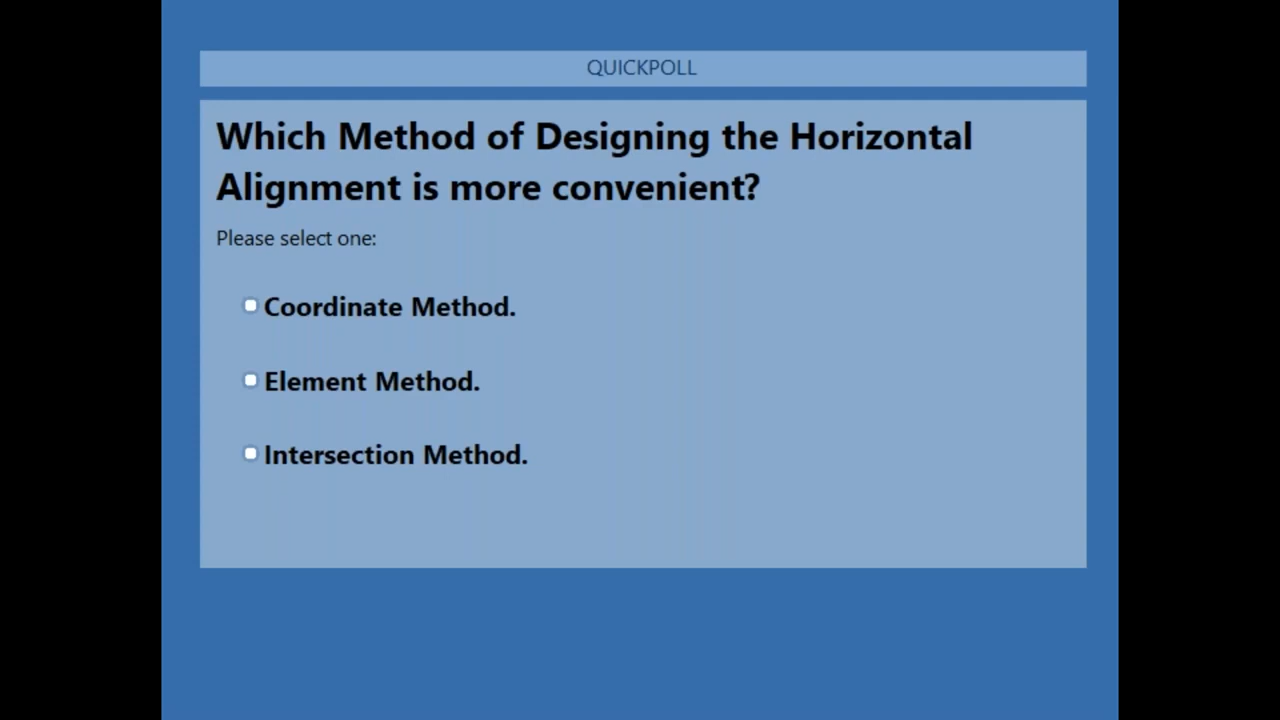 QUICKPOLL
Which Method of Designing the Horizontal
Alignment is more convenient?
Please select one:
Coordinate Method.
Element Method.
Intersection Method.